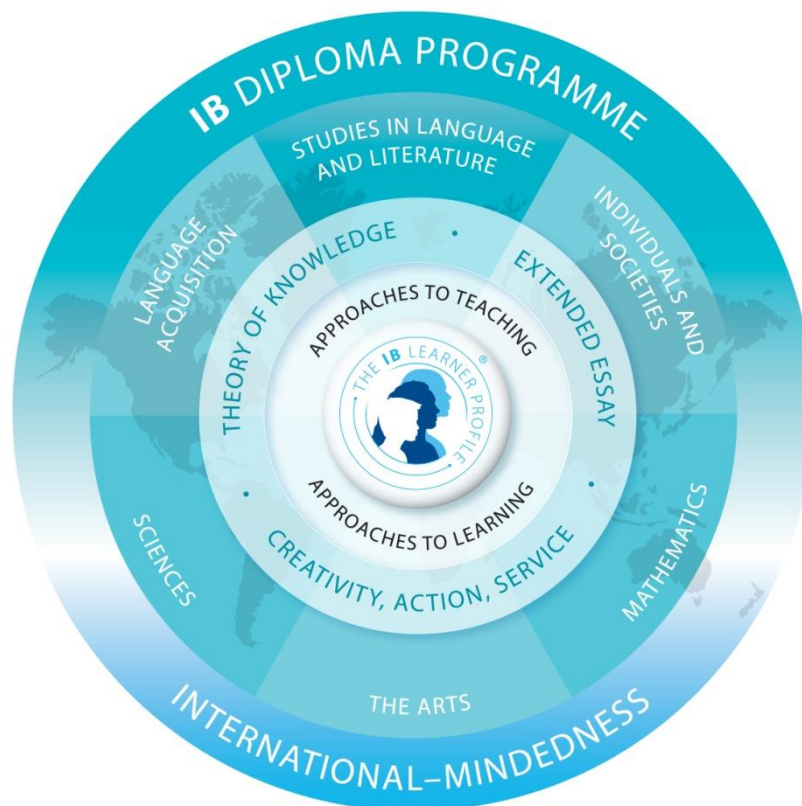 IB DIPLOMA PROGRAMME
STUDIES IN LANGUAGE
AND LITERATURE
LANGUAGE
ACQUISITION
INDIVIDUALS AND
SOCIETIES
THEORY OF KNOWLEDGE ·
EXTENDED ESSAY ·
APPROACHES TO TEACHING
· THE IB LEARNER PROFILE ·®
APPROACHES TO LEARNING
CREATIVITY, ACTION, SERVICE ·
SCIENCES
MATHEMATICS
THE ARTS
INTERNATIONAL–MINDEDNESS